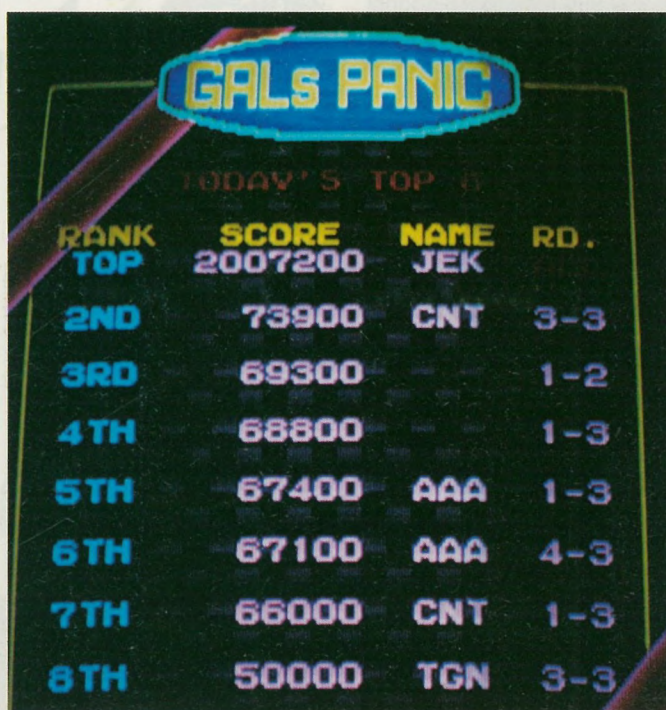 GALS PANIC
TODAY'S TOP
RANK SCORE NAME RD.
TOP 2007200 JEK
2ND 73900 CNT 3-3
3RD 69300 1-2
4TH 68800 1-3
5TH 67400 AAA 1-3
6TH 67100 AAA 4-3
7TH 66000 CNT 1-3
8TH 50000 TGN 3-3